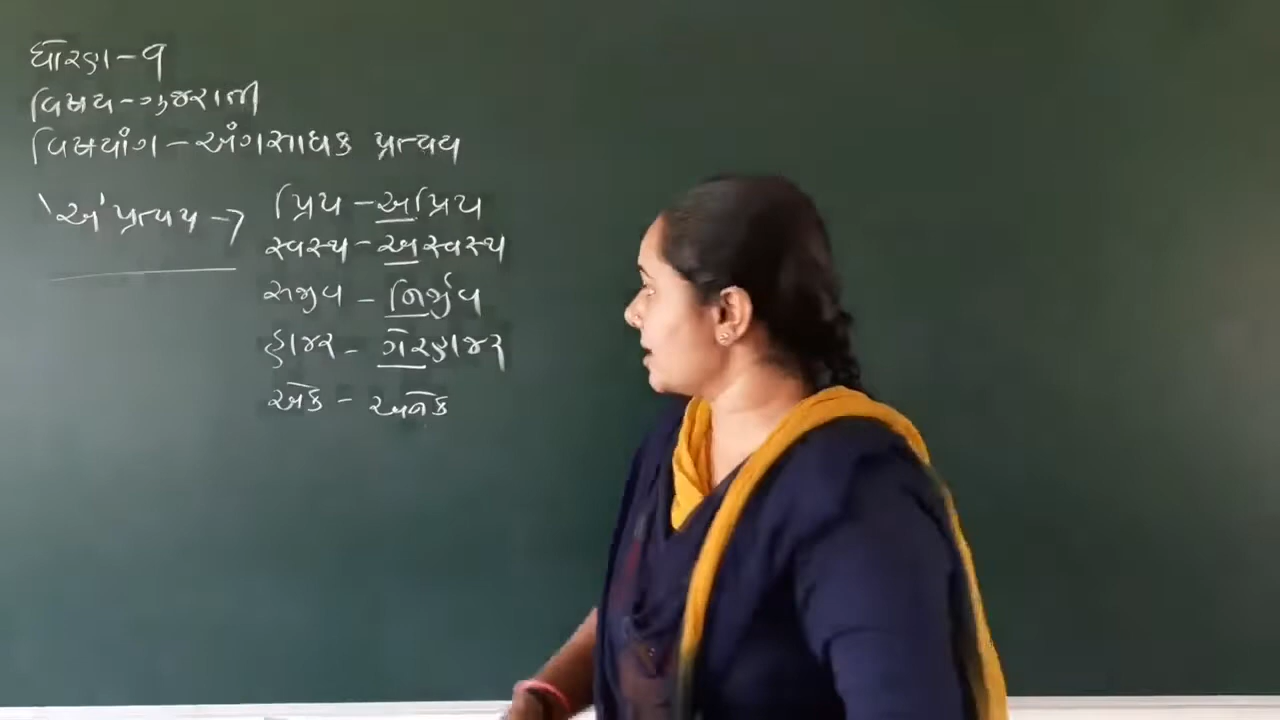 ધોરણ - ૧
વિષય - ગુજરાતી
વિષયાંગ - અંગસાધક પ્રત્યય
'અ' પ્રત્યય →
પ્રિય - અપ્રિય
સ્વસ્થ - અસ્વસ્થ
સજીવ - નિર્જીવ
હાજર - ગેરહાજર
એક - અનેક